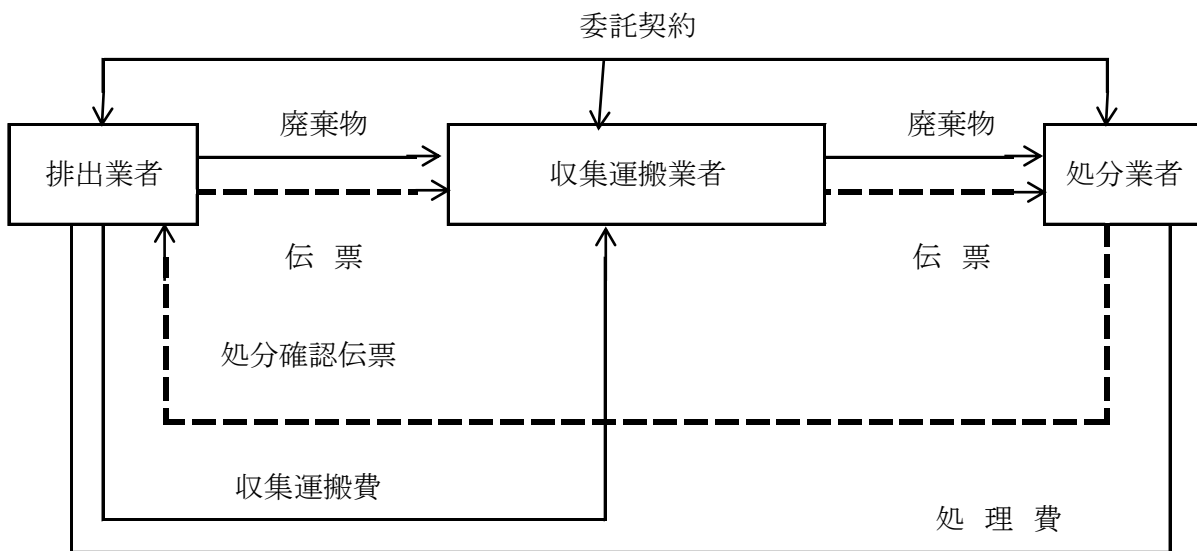 委託契約
廃棄物
廃棄物
排出業者
収集運搬業者
処分業者
伝 票
伝 票
処分確認伝票
収集運搬費
処 理 費